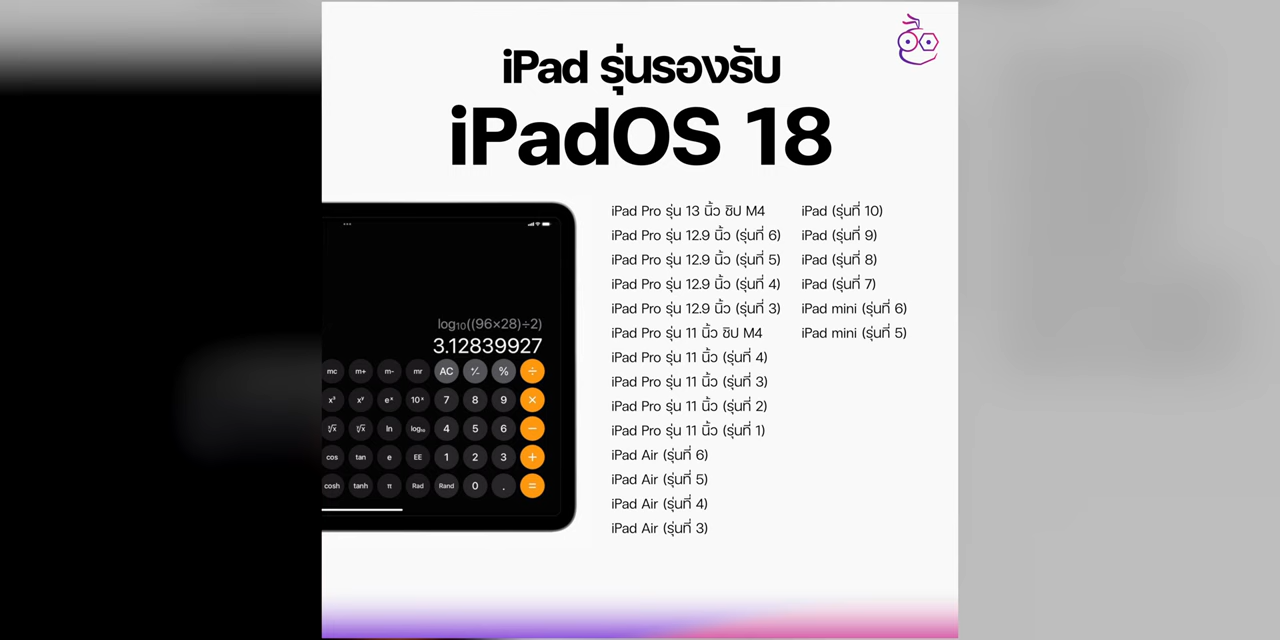 iPad รุ่นรองรับ
iPadOS 18
iPad Pro รุ่น 13 นิ้ว ชิป M4
iPad Pro รุ่น 12.9 นิ้ว (รุ่นที่ 6)
iPad Pro รุ่น 12.9 นิ้ว (รุ่นที่ 5)
iPad Pro รุ่น 12.9 นิ้ว (รุ่นที่ 4)
iPad Pro รุ่น 12.9 นิ้ว (รุ่นที่ 3)
iPad Pro รุ่น 11 นิ้ว ชิป M4
iPad Pro รุ่น 11 นิ้ว (รุ่นที่ 4)
iPad Pro รุ่น 11 นิ้ว (รุ่นที่ 3)
iPad Pro รุ่น 11 นิ้ว (รุ่นที่ 2)
iPad Pro รุ่น 11 นิ้ว (รุ่นที่ 1)
iPad Air (รุ่นที่ 6)
iPad Air (รุ่นที่ 5)
iPad Air (รุ่นที่ 4)
iPad Air (รุ่นที่ 3)
iPad (รุ่นที่ 10)
iPad (รุ่นที่ 9)
iPad (รุ่นที่ 8)
iPad (รุ่นที่ 7)
iPad mini (รุ่นที่ 6)
iPad mini (รุ่นที่ 5)
log₁₀((96×28)÷2)
3.12839927
mc m+ m- mr AC +/- % ÷
x³ xʸ eˣ 10ˣ 7 8 9 ×
∛x ʸ√x ln log₁₀ 4 5 6 −
cos tan e EE 1 2 3 +
cosh tanh π Rad Rand 0 . =